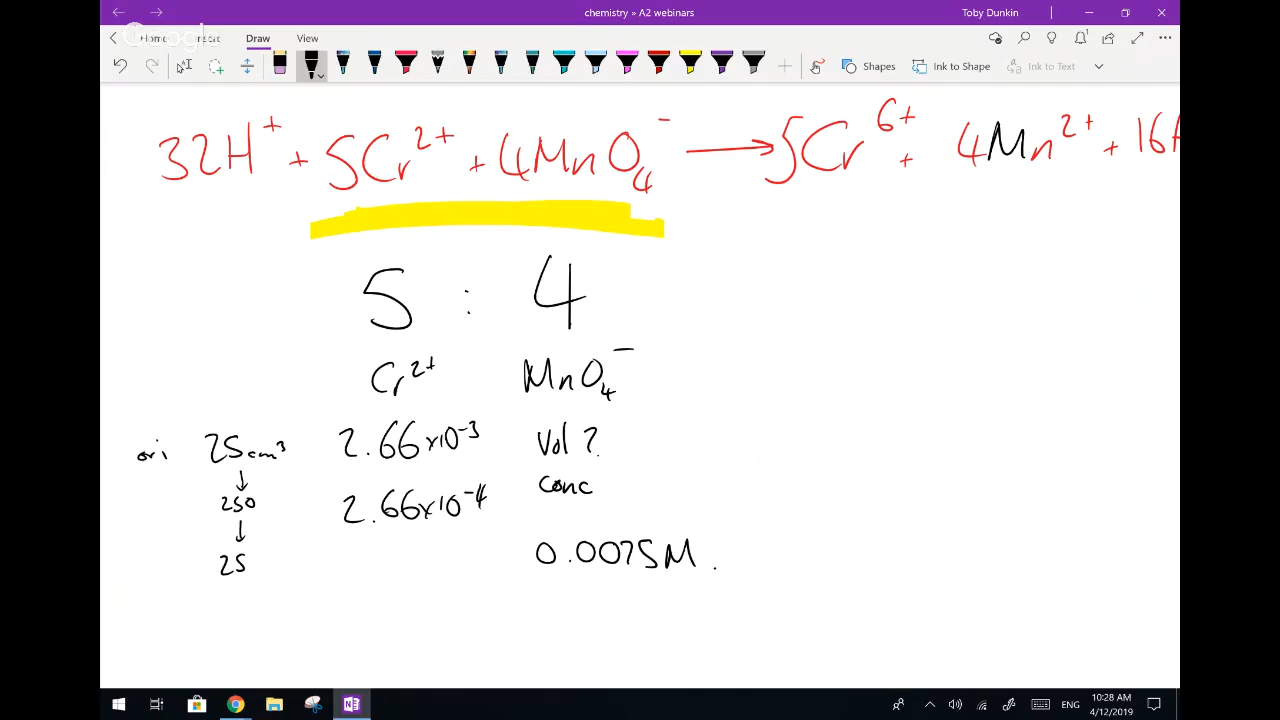 chemistry » A2 webinars
Toby Dunkin
Google
Home Draw View
Shapes Ink to Shape Ink to Text
32H⁺ + 5Cr²⁺ + 4MnO₄⁻ → 5Cr⁶⁺ + 4Mn²⁺ + 16H
5 : 4
Cr²⁺ MnO₄⁻
ori 25cm³ 2.66×10⁻³ Vol ?
↓ conc
250 2.66×10⁻⁴
↓
25 0.0075M.
ENG
10:28 AM
4/12/2019